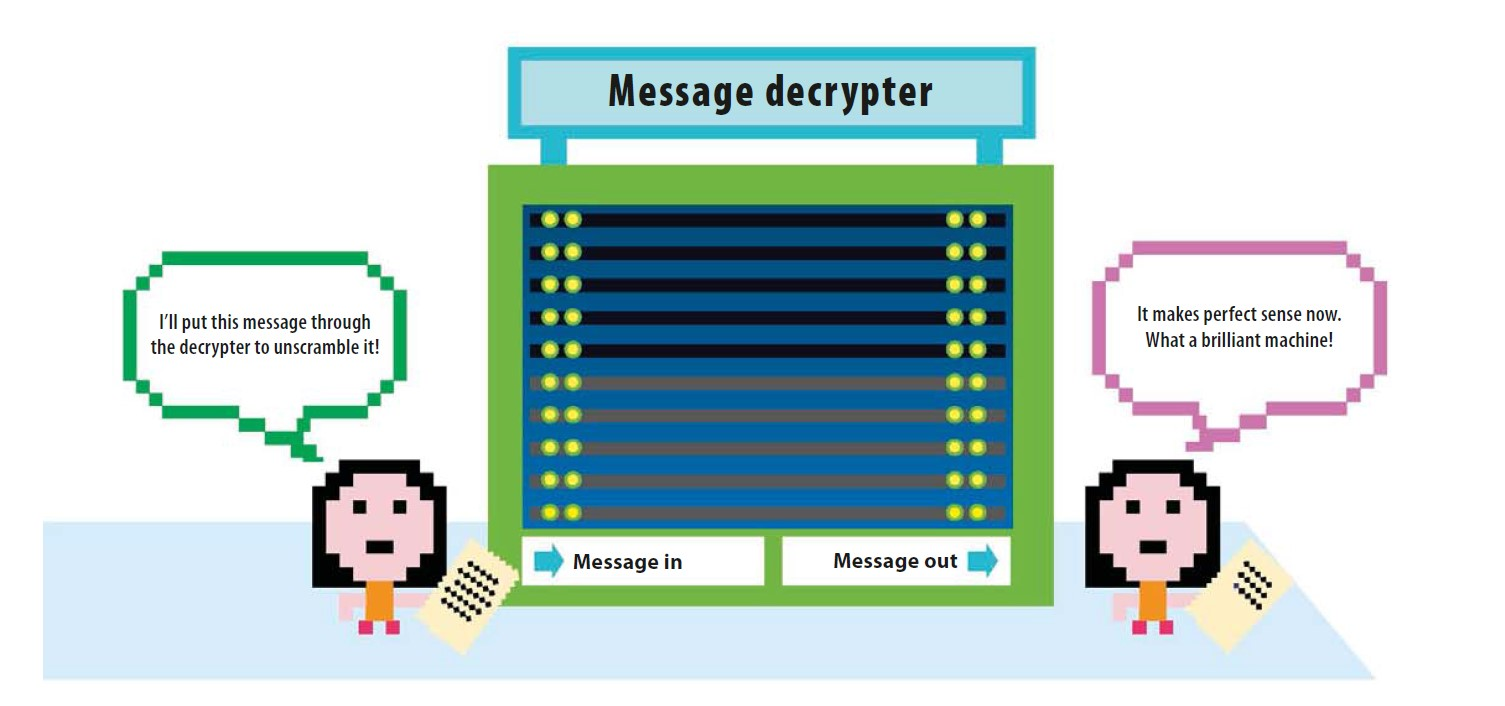 Message decrypter
I'll put this message through
the decrypter to unscramble it!
It makes perfect sense now.
What a brilliant machine!
Message in
Message out